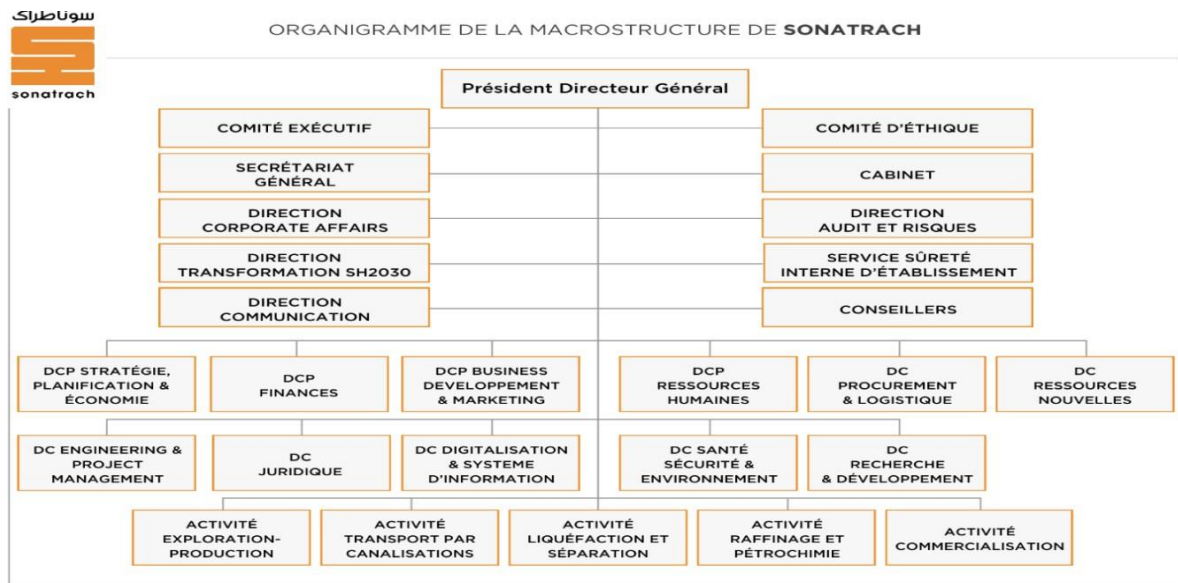 سوناطراك
sonatrach
ORGANIGRAMME DE LA MACROSTRUCTURE DE SONATRACH
Président Directeur Général
COMITÉ EXÉCUTIF
COMITÉ D'ÉTHIQUE
SECRÉTARIAT
GÉNÉRAL
CABINET
DIRECTION
CORPORATE AFFAIRS
DIRECTION
AUDIT ET RISQUES
DIRECTION
TRANSFORMATION SH2030
SERVICE SÛRETÉ
INTERNE D'ÉTABLISSEMENT
DIRECTION
COMMUNICATION
CONSEILLERS
DCP STRATÉGIE,
PLANIFICATION &
ÉCONOMIE
DCP
FINANCES
DCP BUSINESS
DEVELOPPEMENT
& MARKETING
DCP
RESSOURCES
HUMAINES
DC
PROCUREMENT
& LOGISTIQUE
DC
RESSOURCES
NOUVELLES
DC ENGINEERING &
PROJECT
MANAGEMENT
DC
JURIDIQUE
DC DIGITALISATION
& SYSTEME
D'INFORMATION
DC SANTÉ
SÉCURITÉ &
ENVIRONNEMENT
DC
RECHERCHE
& DÉVELOPPEMENT
ACTIVITÉ
EXPLORATION-
PRODUCTION
ACTIVITÉ
TRANSPORT PAR
CANALISATIONS
ACTIVITÉ
LIQUÉFACTION ET
SÉPARATION
ACTIVITÉ
RAFFINAGE ET
PÉTROCHIMIE
ACTIVITÉ
COMMERCIALISATION